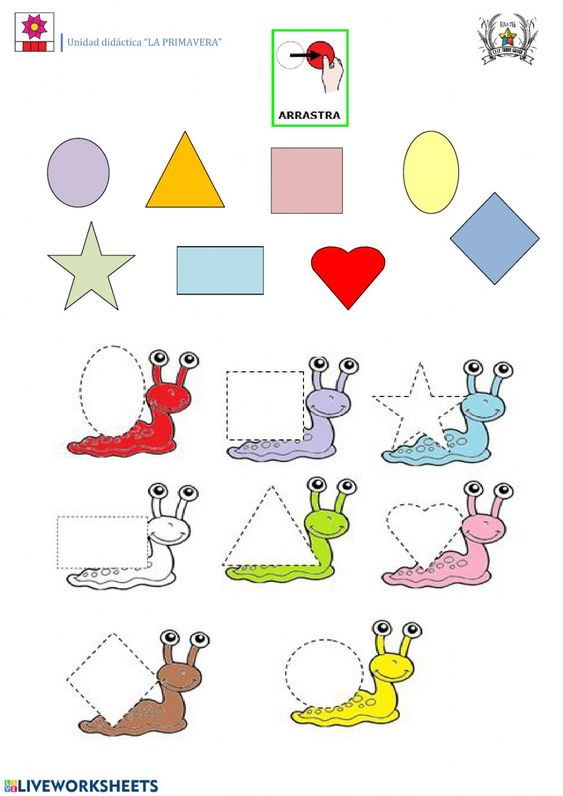 Unidad didáctica “LA PRIMAVERA”
ARRASTRA
LIVEWORKSHEETS